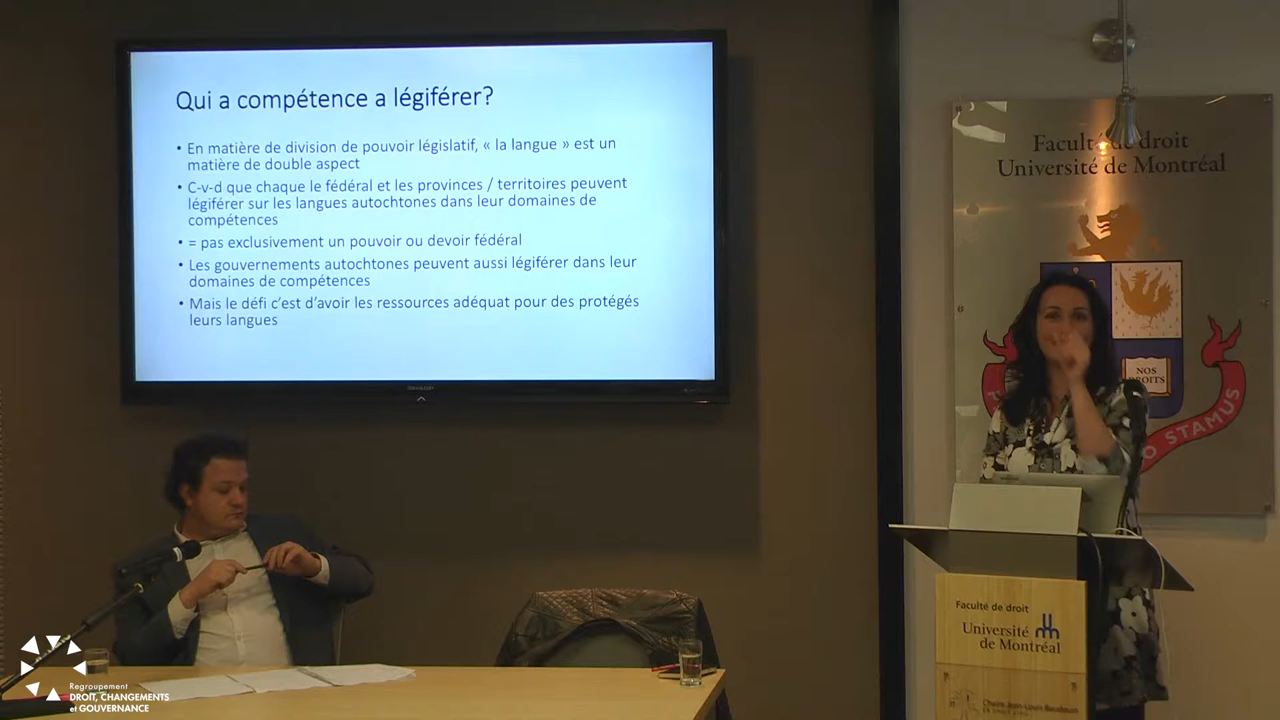 Qui a compétence a légiférer?
• En matière de division de pouvoir législatif, « la langue » est un
matière de double aspect
• C-v-d que chaque le fédéral et les provinces / territoires peuvent
légiférer sur les langues autochtones dans leur domaines de
compétences
• = pas exclusivement un pouvoir ou devoir fédéral
• Les gouvernements autochtones peuvent aussi légiférer dans leur
domaines de compétences
• Mais le défi c'est d'avoir les ressources adéquat pour des protégés
leurs langues
Faculté de droit
Université de Montréal
NOS
DROITS
STAMUS
Faculté de droit
Université
de Montréal
Chaire Jean-Louis Baudouin
Regroupement
DROIT, CHANGEMENTS
et GOUVERNANCE